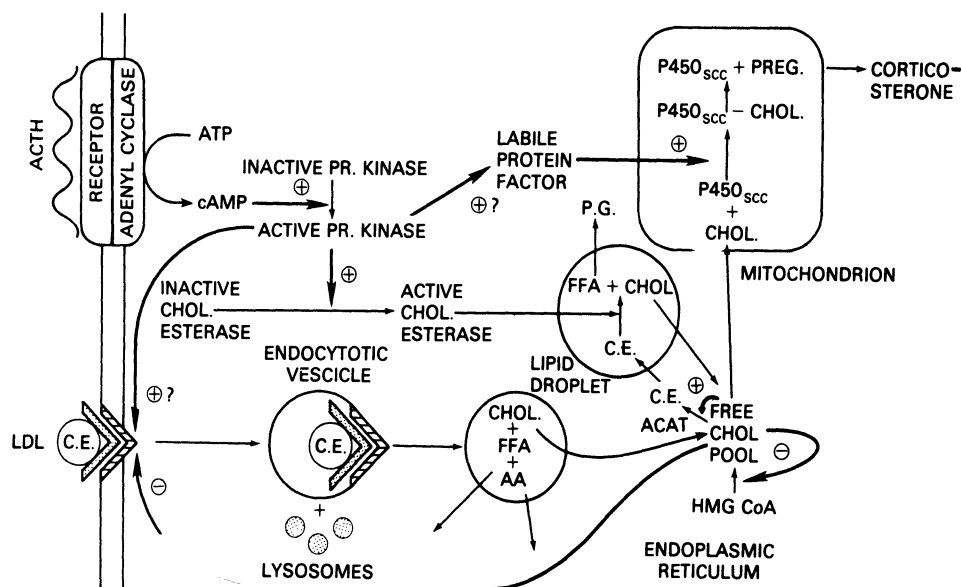 ACTH
RECEPTOR
ADENYL CYCLASE
ATP
cAMP
INACTIVE PR. KINASE
⊕
ACTIVE PR. KINASE
⊕?
LABILE
PROTEIN
FACTOR
⊕
P450SCC + PREG.
P450SCC – CHOL.
P450SCC
+
CHOL.
MITOCHONDRION
CORTICO–
STERONE
⊕
INACTIVE
CHOL.
ESTERASE
ACTIVE
CHOL.
ESTERASE
P.G.
FFA + CHOL
C.E.
LIPID
DROPLET
C.E.
⊕
ACAT
FREE
CHOL
POOL
⊖
HMG CoA
ENDOPLASMIC
RETICULUM
ENDOCYTOTIC
VESCICLE
⊕?
LDL
C.E.
⊖
C.E.
+
LYSOSOMES
CHOL.
+
FFA
+
AA